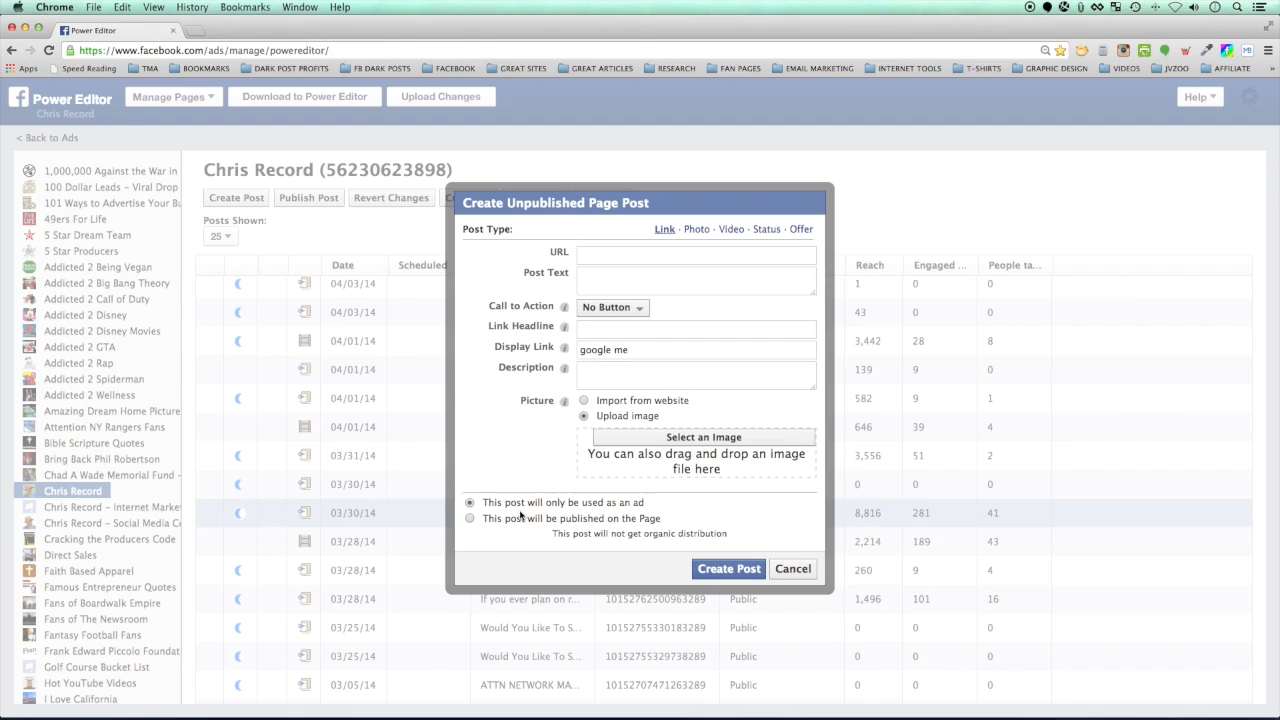 Chrome File Edit View History Bookmarks Window Help
Power Editor
https://www.facebook.com/ads/manage/powereditor/
Apps Speed Reading TMA BOOKMARKS DARK POST PROFITS FB DARK POSTS FACEBOOK GREAT SITES GREAT ARTICLES RESEARCH FAN PAGES EMAIL MARKETING INTERNET TOOLS T-SHIRTS GRAPHIC DESIGN VIDEOS JVZOO AFFILIATE »
Power Editor Manage Pages Download to Power Editor Upload Changes Help
Chris Record
< Back to Ads
1,000,000 Against the War in
100 Dollar Leads - Viral Drop
101 Ways to Advertise Your Bu
49ers For Life
5 Star Dream Team
5 Star Producers
Addicted 2 Being Vegan
Addicted 2 Big Bang Theory
Addicted 2 Call of Duty
Addicted 2 Disney
Addicted 2 Disney Movies
Addicted 2 GTA
Addicted 2 Rap
Addicted 2 Spiderman
Addicted 2 Wellness
Amazing Dream Home Picture
Attention NY Rangers Fans
Bible Scripture Quotes
Bring Back Phil Robertson
Chad A Wade Memorial Fund -
Chris Record
Chris Record - Internet Market
Chris Record - Social Media Co
Cracking the Producers Code
Direct Sales
Faith Based Apparel
Famous Entrepreneur Quotes
Fans of Boardwalk Empire
Fans of The Newsroom
Fantasy Football Fans
Frank Edward Piccolo Foundat
Golf Course Bucket List
Hot YouTube Videos
I Love California
Chris Record (56230623898)
Create Post Publish Post Revert Changes
Posts Shown:
25
Date Scheduled Reach Engaged ... People ta...
04/03/14 1 0 0
04/03/14 43 0 0
04/01/14 3,442 28 8
04/01/14 139 9 0
04/01/14 582 9 1
04/01/14 646 39 4
03/31/14 3,556 51 2
03/30/14 0 0 0
03/30/14 8,816 281 41
03/28/14 2,214 189 43
03/28/14 260 9 4
03/28/14 If you ever plan on r... 10152762500963289 Public 1,496 101 16
03/25/14 Would You Like To S... 10152755330183289 Public 0 0 0
03/25/14 Would You Like To S... 10152755329738289 Public 0 0 0
03/05/14 ATTN NETWORK MA... 10152707471263289 Public 0 0 0
Create Unpublished Page Post
Post Type: Link · Photo · Video · Status · Offer
URL
Post Text
Call to Action No Button
Link Headline
Display Link google me
Description
Picture Import from website
Upload image
Select an Image
You can also drag and drop an image
file here
This post will only be used as an ad
This post will be published on the Page
This post will not get organic distribution
Create Post Cancel